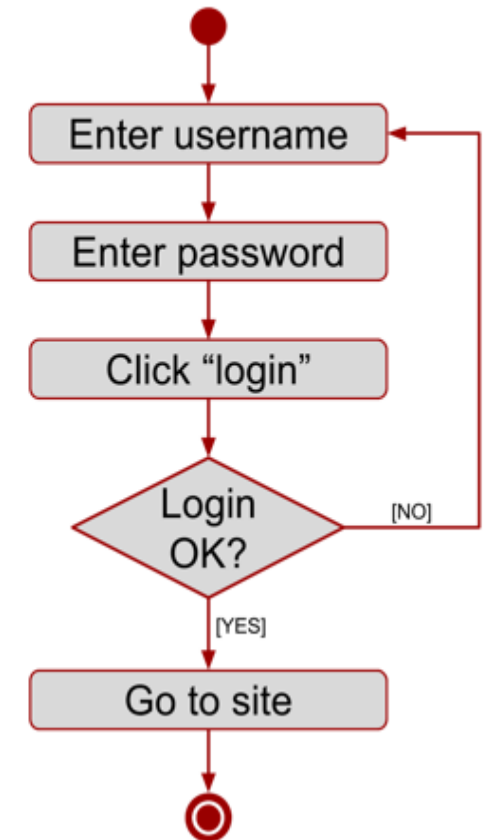 Enter username
Enter password
Click “login”
Login
OK?
[NO]
[YES]
Go to site